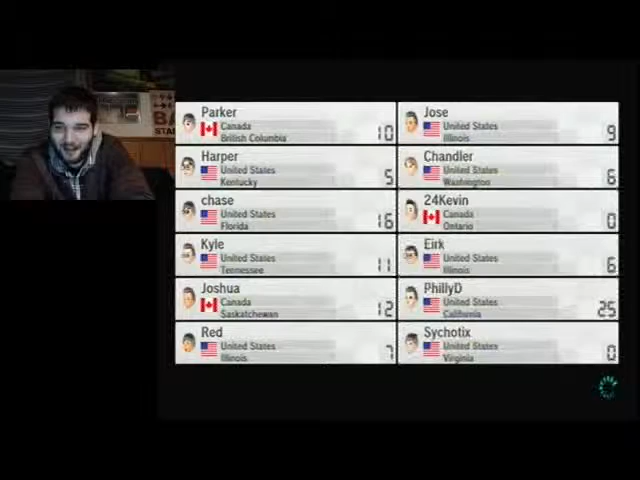 Parker
Canada
British Columbia
10
Jose
United States
Illinois
9
Harper
United States
Kentucky
5
Chandler
United States
Washington
6
chase
United States
Florida
16
24Kevin
Canada
Ontario
0
Kyle
United States
Tennessee
11
Eirk
United States
Illinois
6
Joshua
Canada
Saskatchewan
12
PhillyD
United States
California
25
Red
United States
Illinois
7
Sychotix
United States
Virginia
0